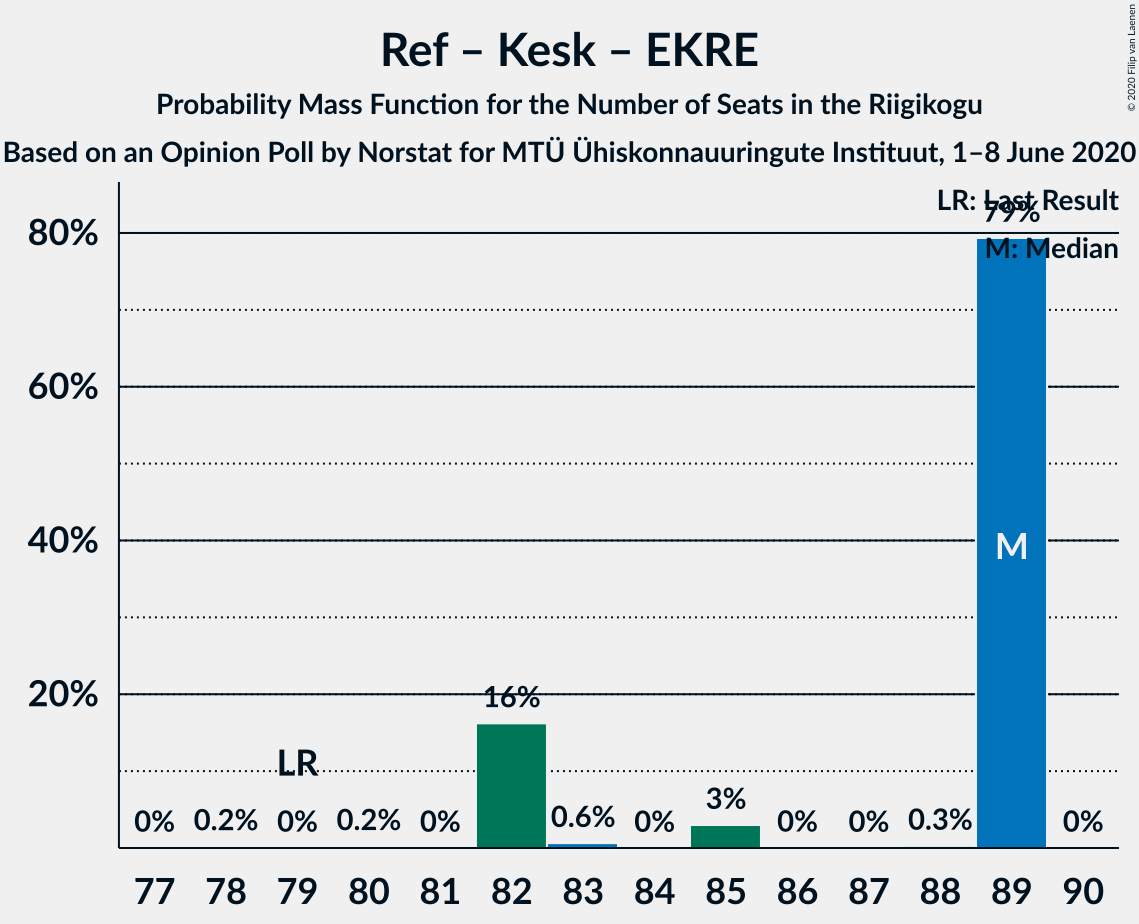 Ref – Kesk – EKRE
Probability Mass Function for the Number of Seats in the Riigikogu
Based on an Opinion Poll by Norstat for MTÜ Ühiskonnauuringute Instituut, 1–8 June 2020
© 2020 Filip van Laenen
LR: Last Result
79%
M: Median
80%
60%
40%
M
20%
16%
LR
0%
0.2%
0%
0.2%
0%
0.6%
0%
3%
0%
0%
0.3%
0%
77 78 79 80 81 82 83 84 85 86 87 88 89 90